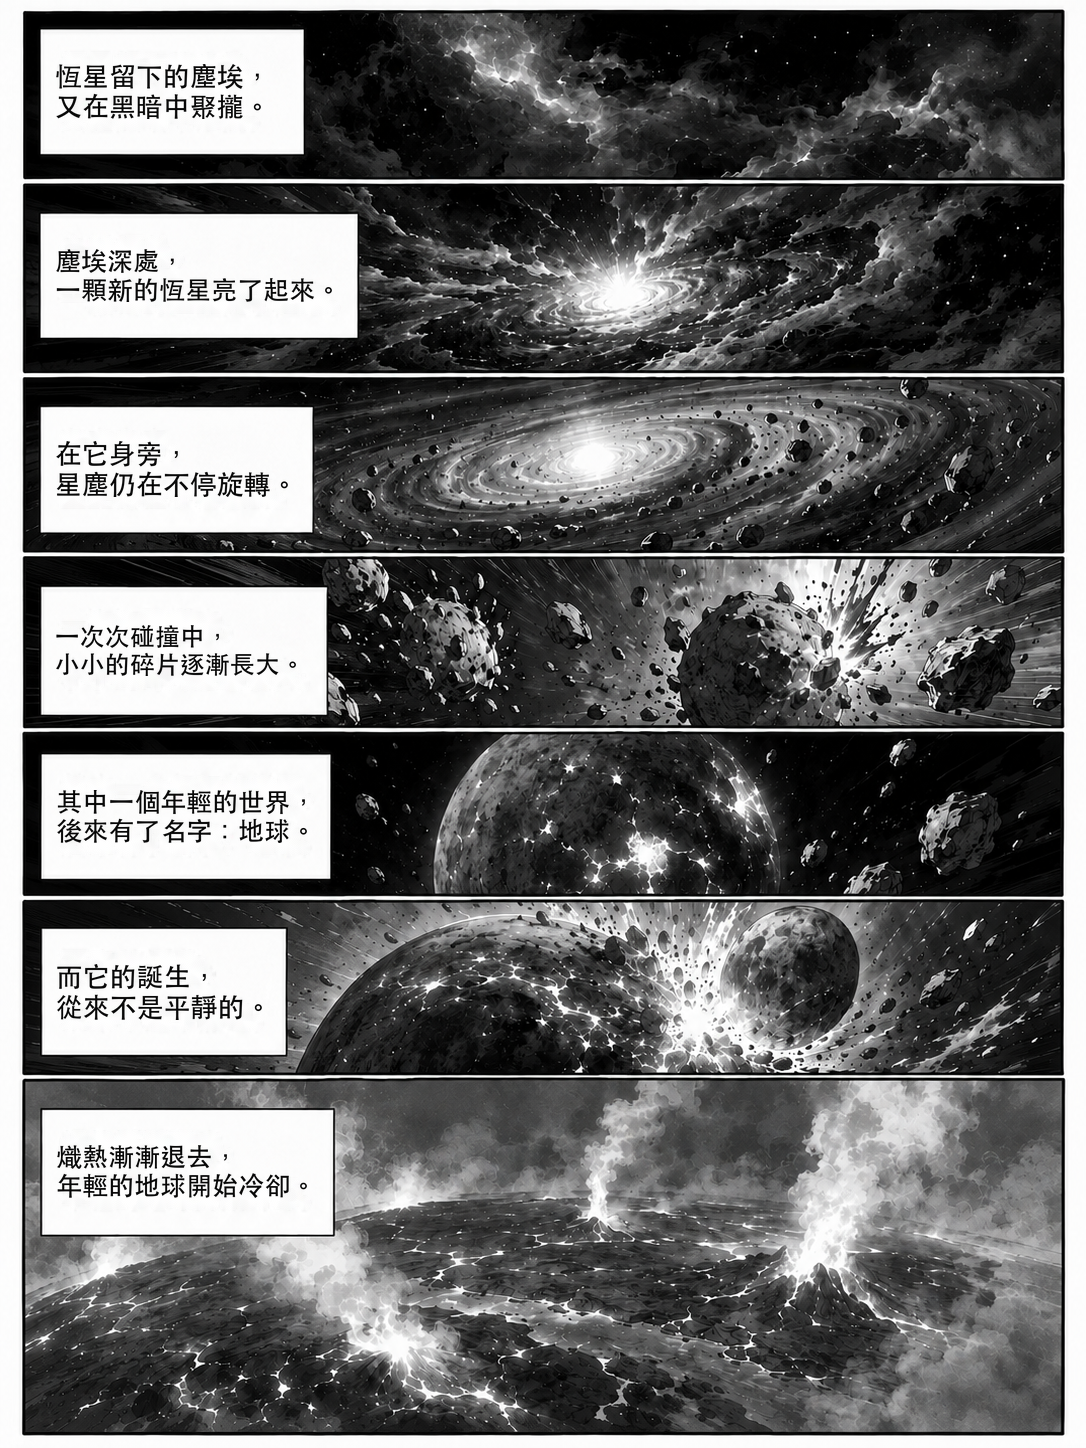 恆星留下的塵埃，
又在黑暗中聚攏。
塵埃深處，
一顆新的恆星亮了起來。
在它身旁，
星塵仍在不停旋轉。
一次次碰撞中，
小小的碎片逐漸長大。
其中一個年輕的世界，
後來有了名字：地球。
而它的誕生，
從來不是平靜的。
熾熱漸漸退去，
年輕的地球開始冷卻。